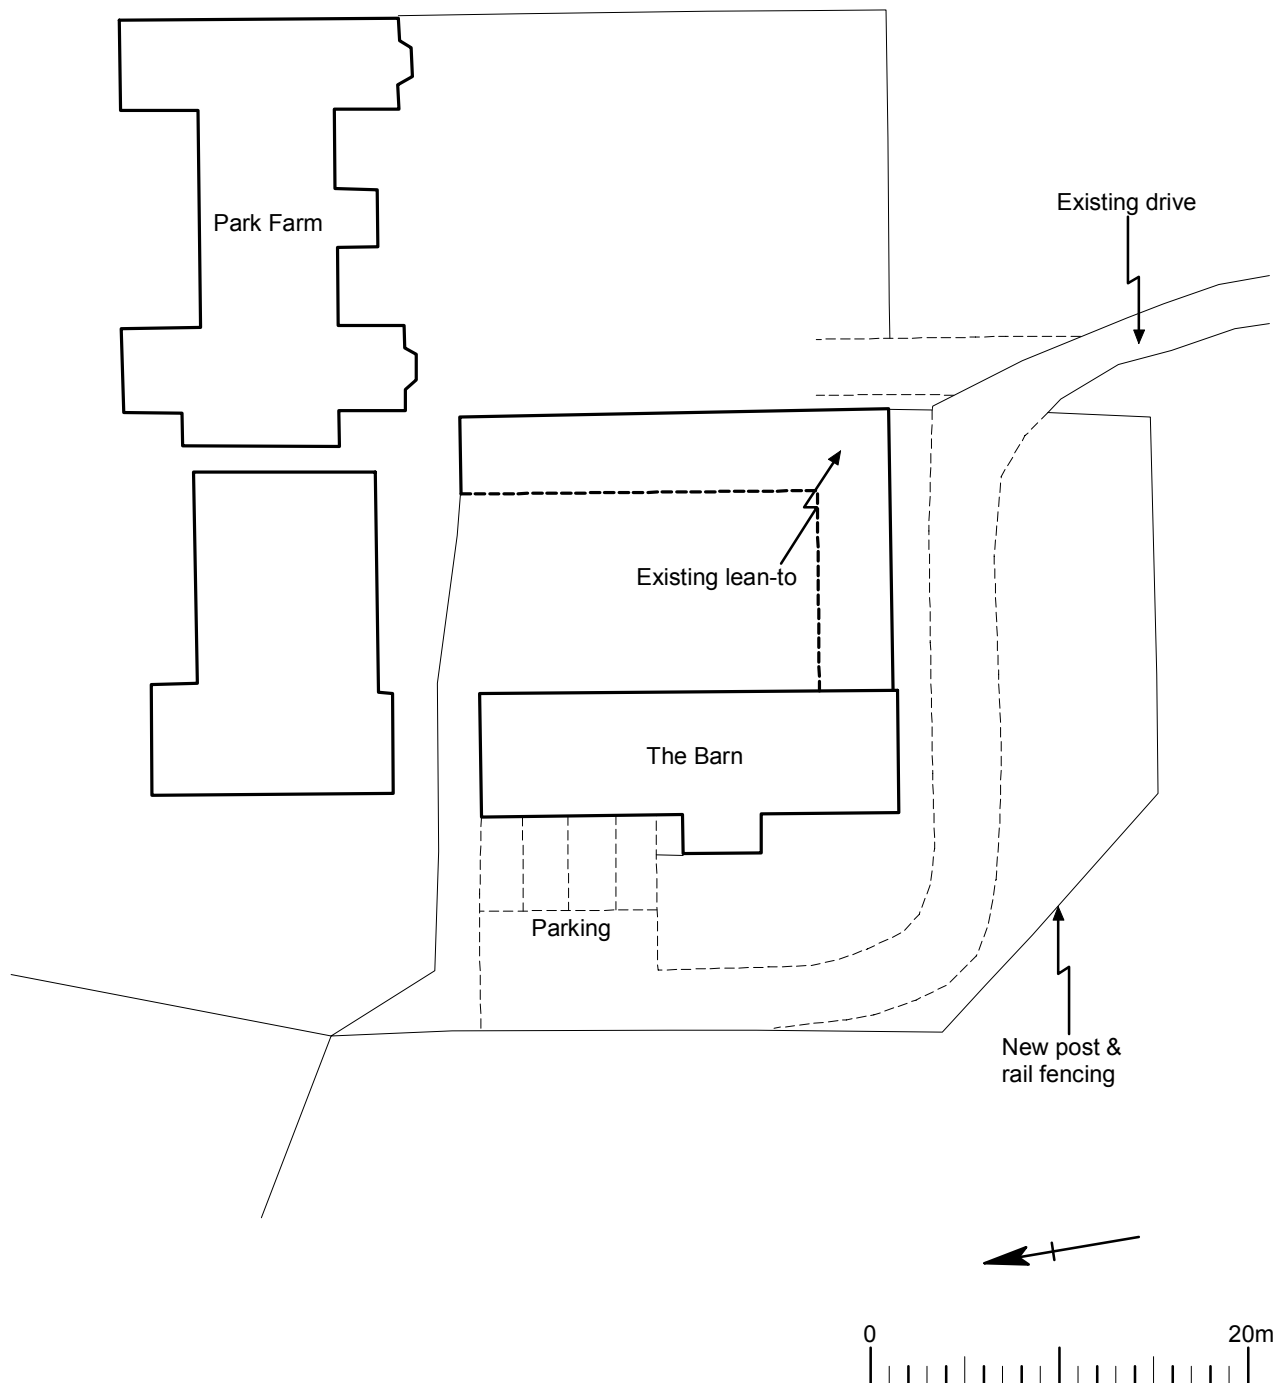 Existing drive
Park Farm
Existing lean-to
The Barn
Parking
New post &
rail fencing
0
20m